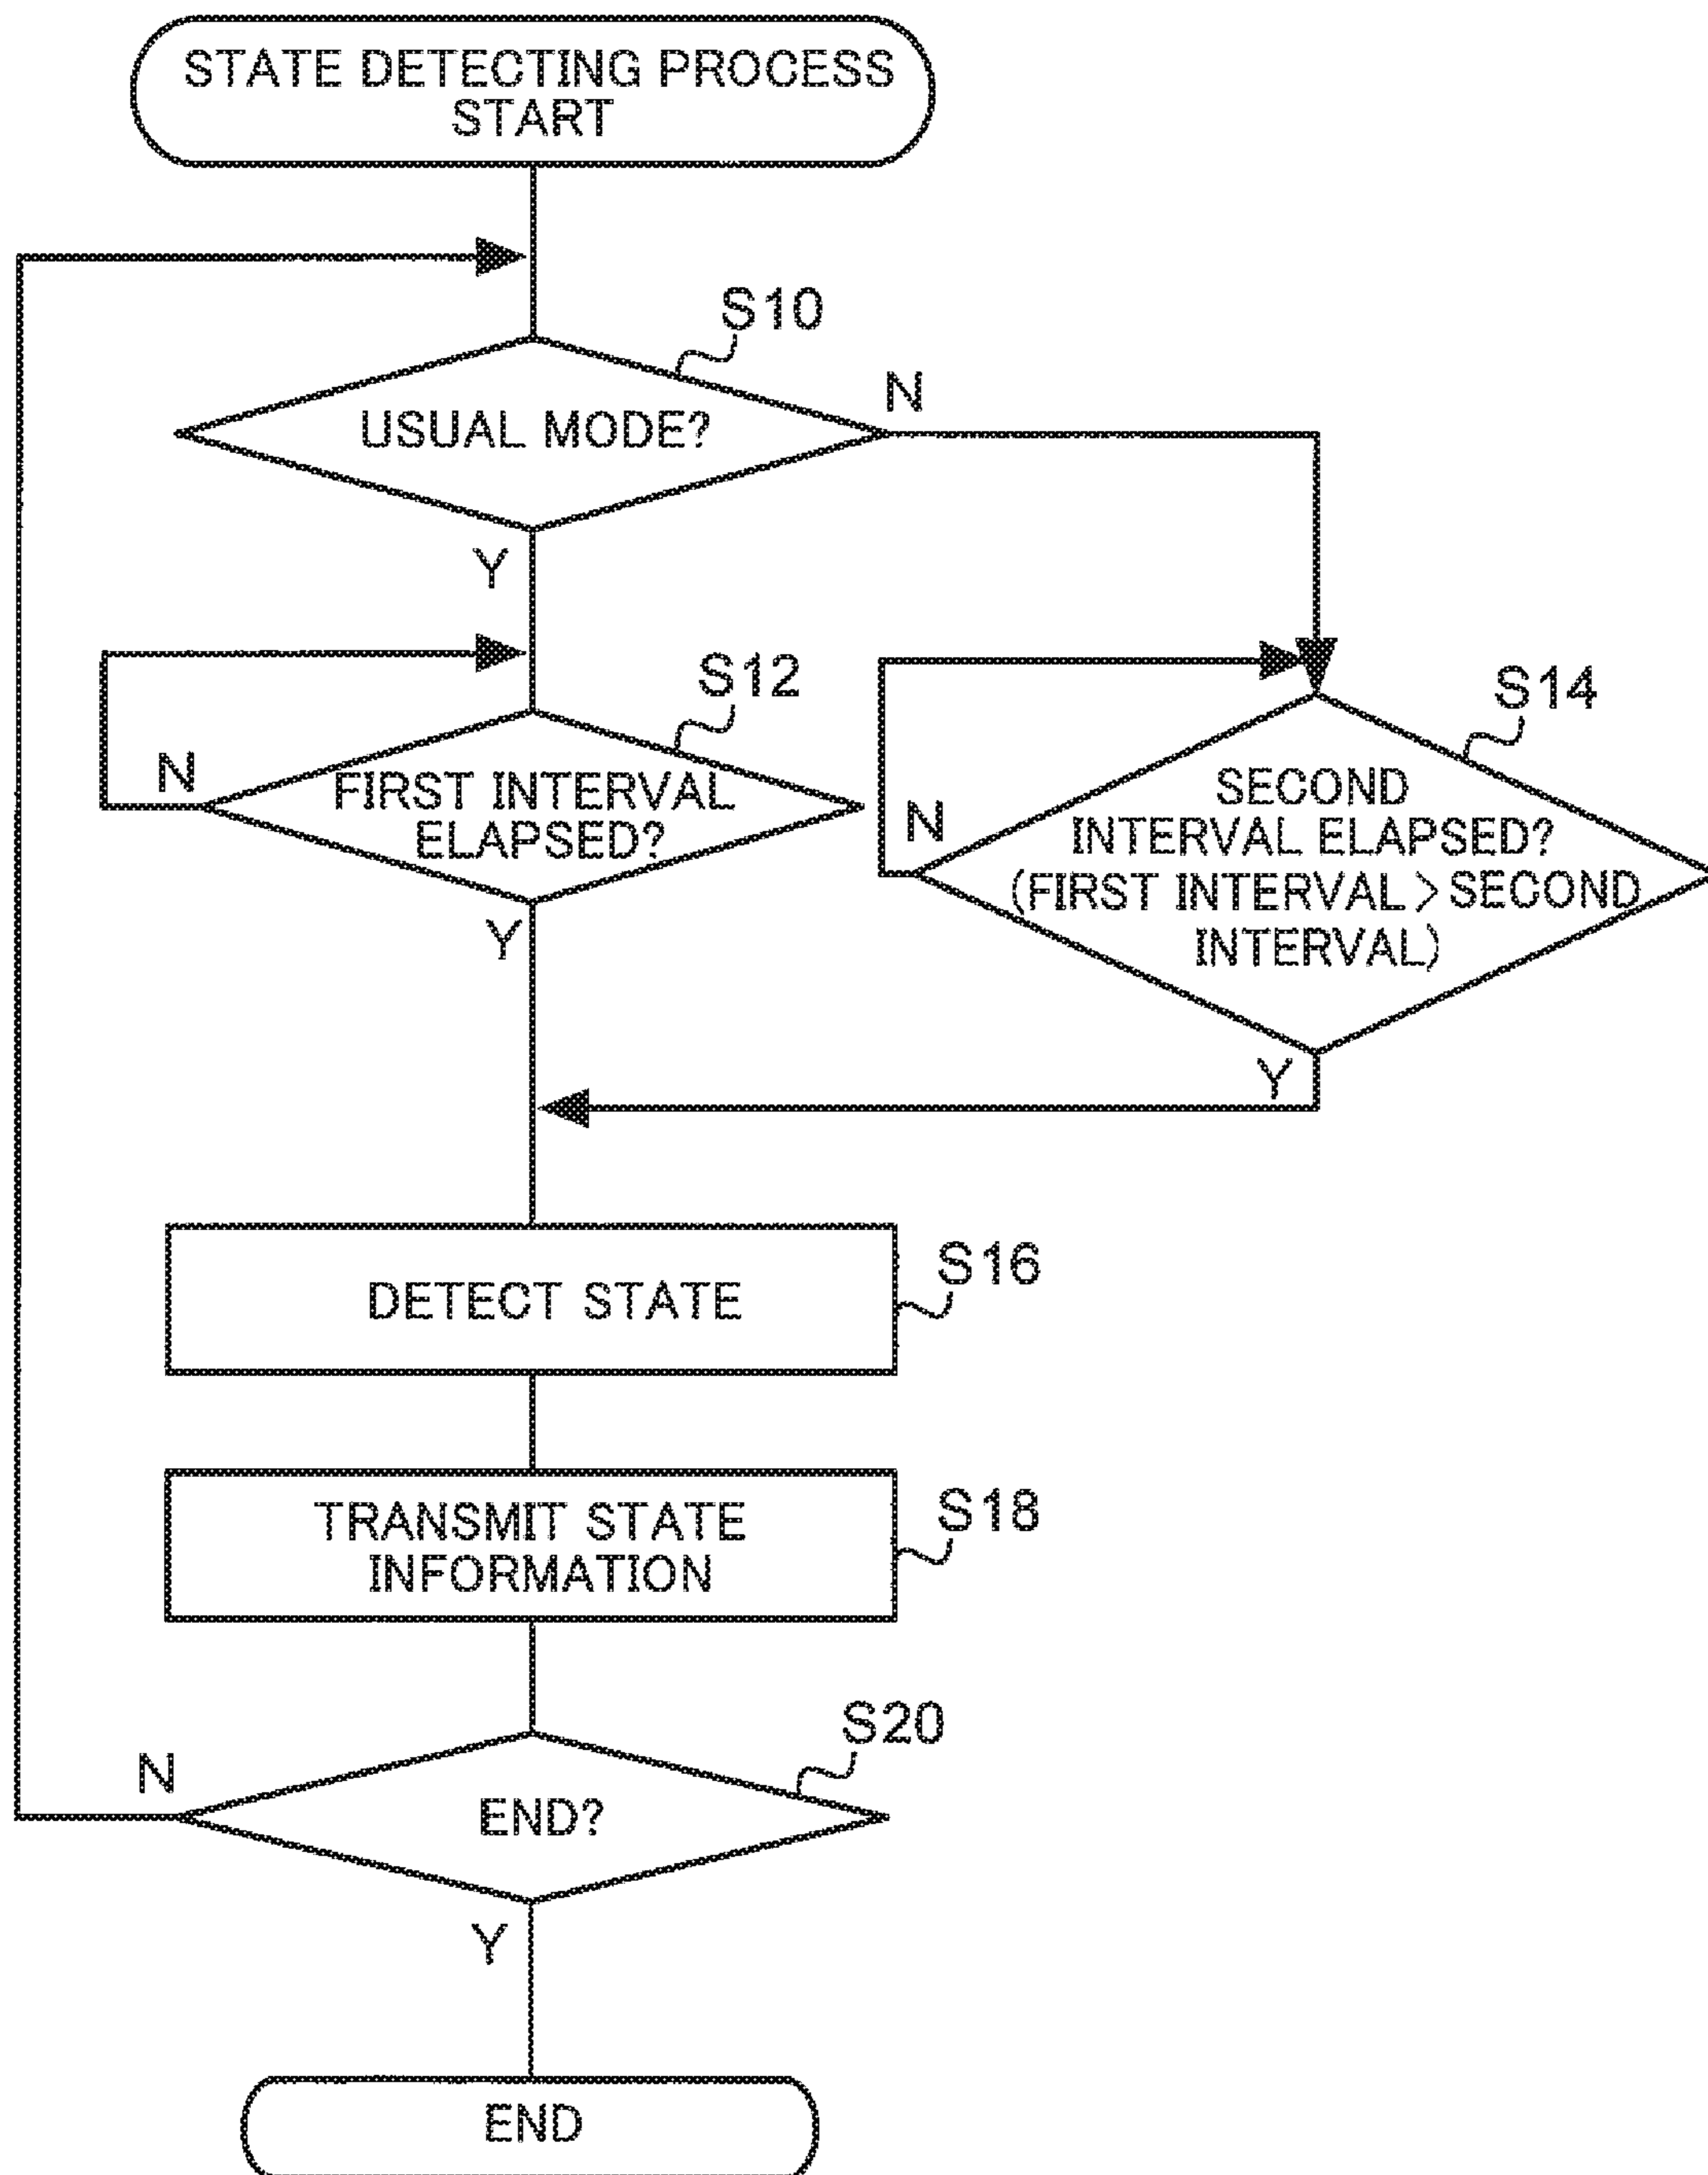 STATE DETECTING PROCESS
START
S10
USUAL MODE?
N
Y
S12
N
FIRST INTERVAL
ELAPSED?
Y
S14
N
SECOND
INTERVAL ELAPSED?
(FIRST INTERVAL > SECOND
INTERVAL)
Y
DETECT STATE
S16
TRANSMIT STATE
INFORMATION
S18
S20
N
END?
Y
END